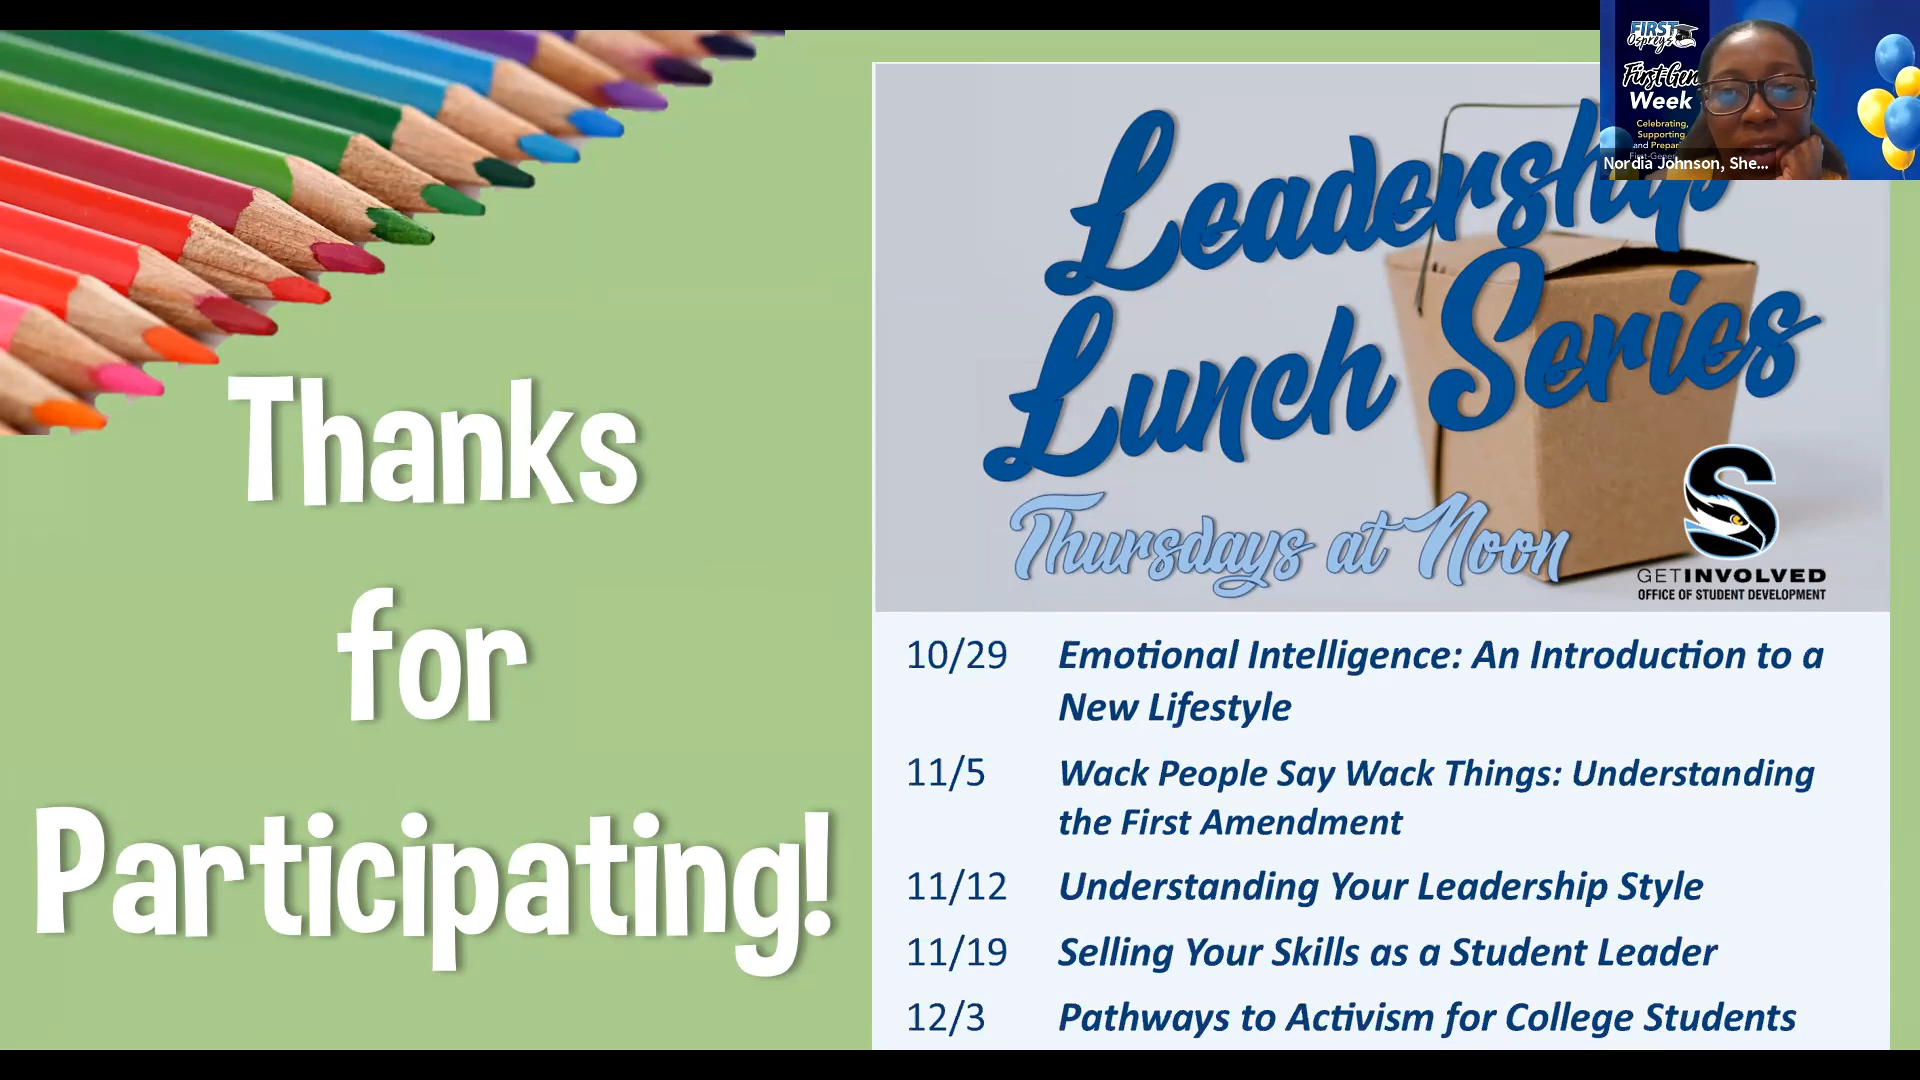 Thanks
for
Participating!
Leadership
Lunch Series
Thursdays at Noon
S
GETINVOLVED
OFFICE OF STUDENT DEVELOPMENT
10/29 Emotional Intelligence: An Introduction to a
New Lifestyle
11/5 Wack People Say Wack Things: Understanding
the First Amendment
11/12 Understanding Your Leadership Style
11/19 Selling Your Skills as a Student Leader
12/3 Pathways to Activism for College Students
FIRST
Ospreys
First-Gen
Week
Celebrating,
Supporting,
and
Nordia Johnson, She...